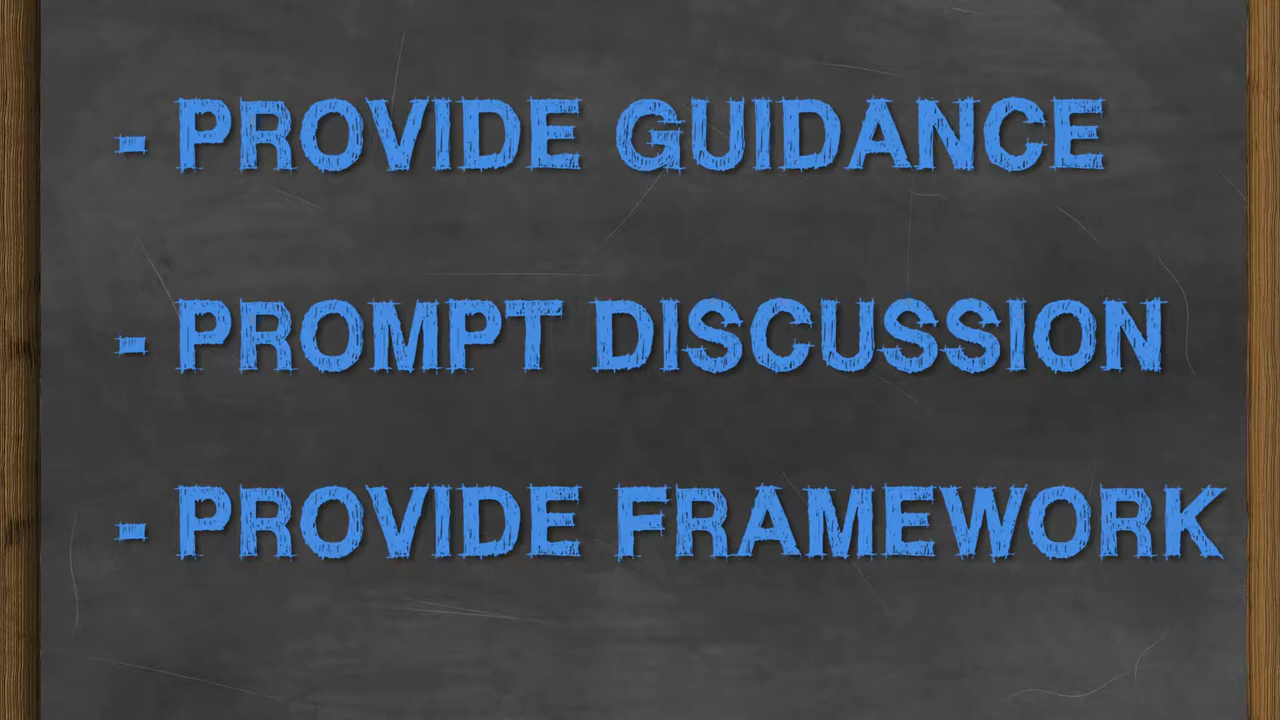 - PROVIDE GUIDANCE
- PROMPT DISCUSSION
- PROVIDE FRAMEWORK